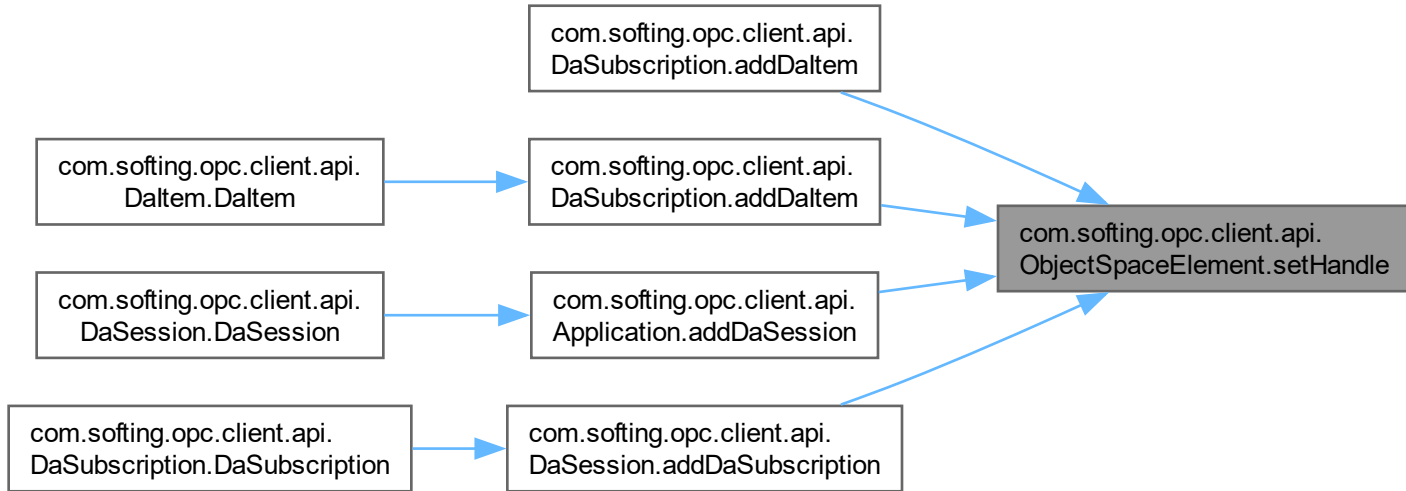 com.softing.opc.client.api.
DaSubscription.addDaItem
com.softing.opc.client.api.
DaItem.DaItem
com.softing.opc.client.api.
DaSubscription.addDaItem
com.softing.opc.client.api.
ObjectSpaceElement.setHandle
com.softing.opc.client.api.
DaSession.DaSession
com.softing.opc.client.api.
Application.addDaSession
com.softing.opc.client.api.
DaSubscription.DaSubscription
com.softing.opc.client.api.
DaSession.addDaSubscription